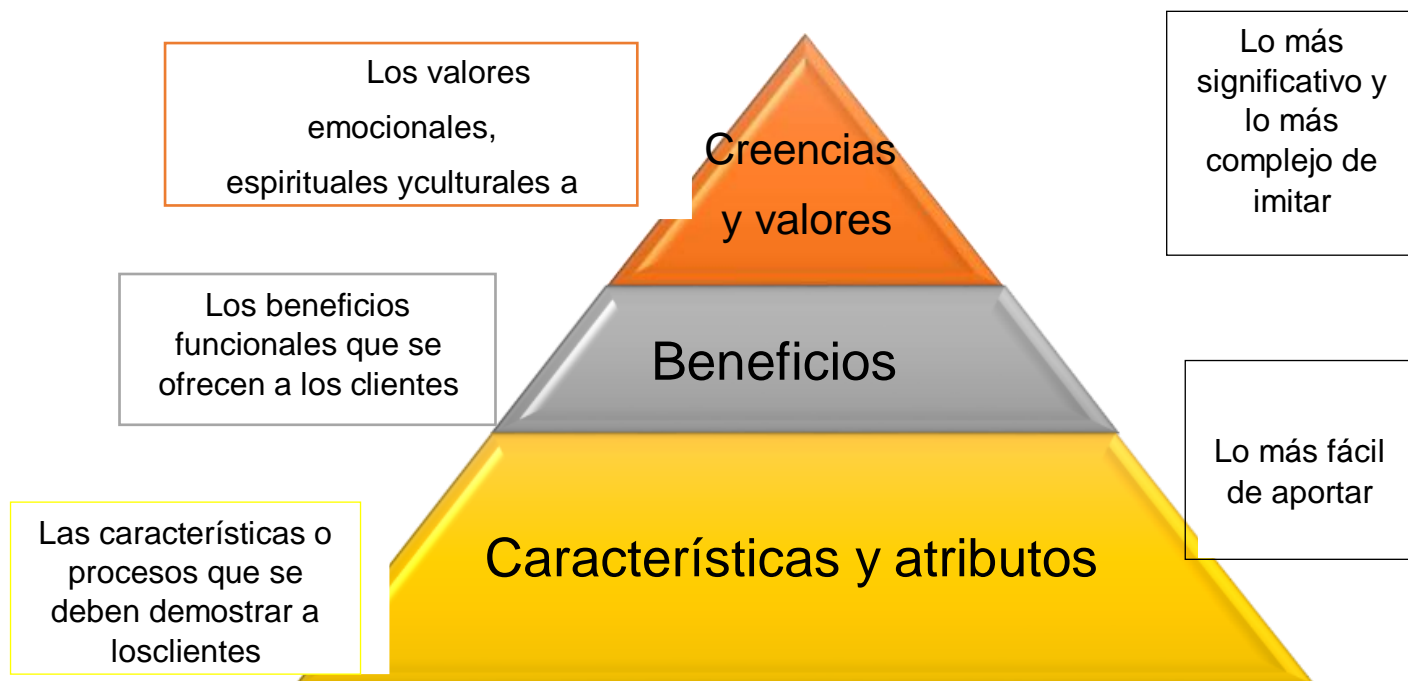 Los valores
emocionales,
espirituales yculturales a
Creencias
y valores
Lo más
significativo y
lo más
complejo de
imitar
Los beneficios
funcionales que se
ofrecen a los clientes
Beneficios
Lo más fácil
de aportar
Las características o
procesos que se
deben demostrar a
losclientes
Características y atributos